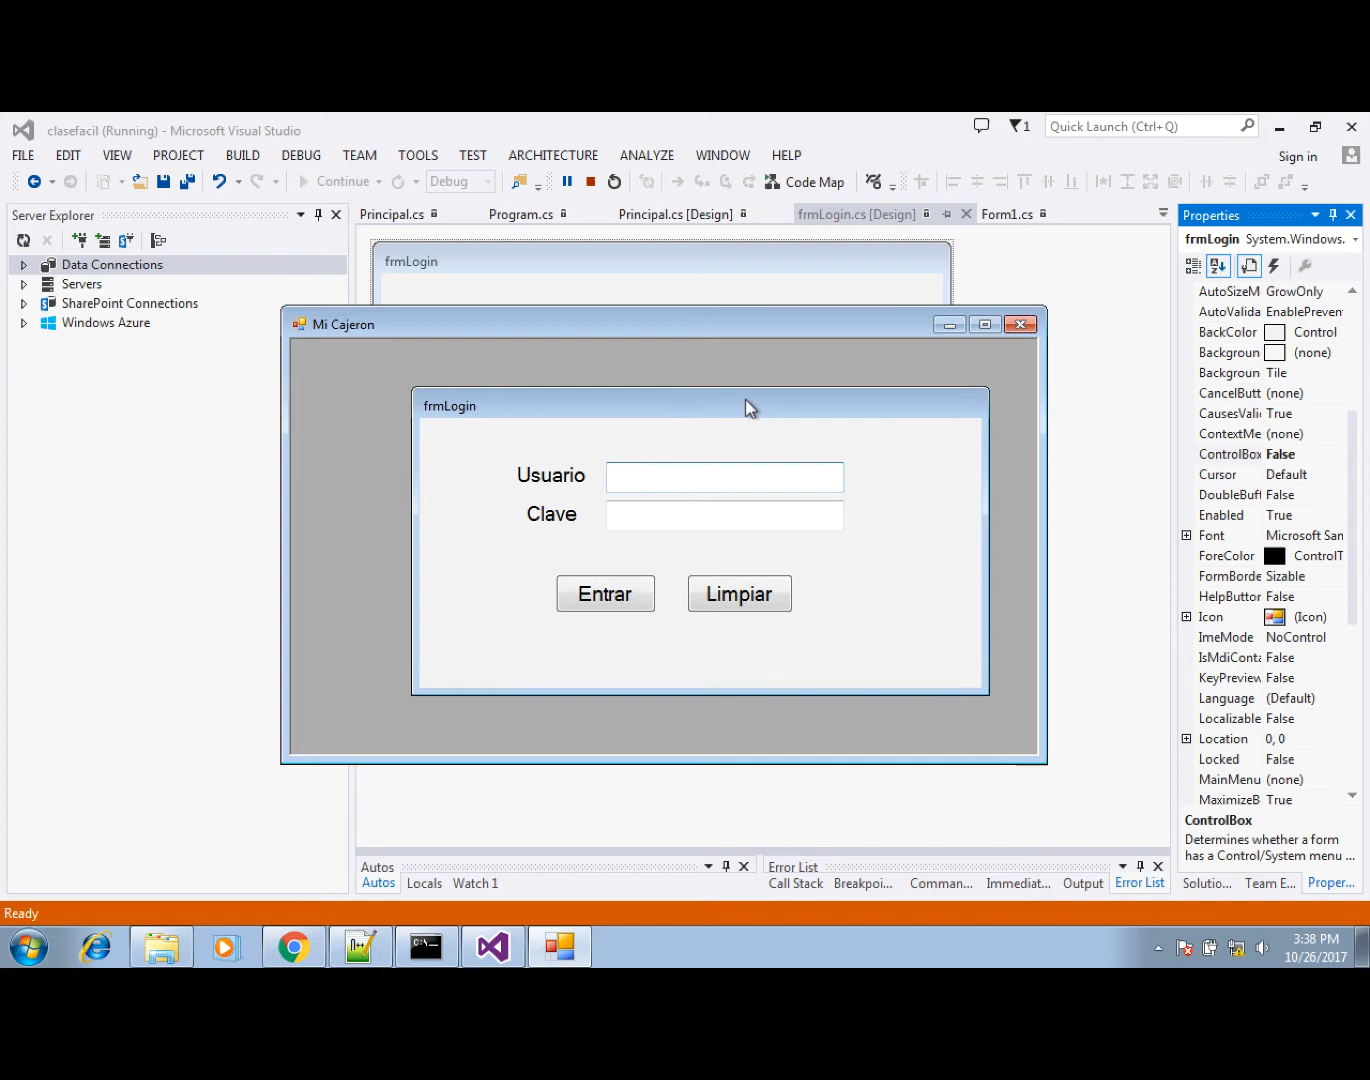 clasefacil (Running) - Microsoft Visual Studio
1
Quick Launch (Ctrl+Q)
FILE EDIT VIEW PROJECT BUILD DEBUG TEAM TOOLS TEST ARCHITECTURE ANALYZE WINDOW HELP
Sign in
Continue
Debug
Code Map
Server Explorer
Principal.cs
Program.cs
Principal.cs [Design]
frmLogin.cs [Design]
Form1.cs
Properties
frmLogin System.Windows.
Data Connections
Servers
SharePoint Connections
Windows Azure
frmLogin
Mi Cajeron
frmLogin
Usuario
Clave
Entrar
Limpiar
AutoSizeM GrowOnly
AutoValida EnablePreven
BackColor Control
Backgroun (none)
Backgroun Tile
CancelButt (none)
CausesVali True
ContextMe (none)
ControlBox False
Cursor Default
DoubleBuff False
Enabled True
Font Microsoft San
ForeColor ControlT
FormBorde Sizable
HelpButtor False
Icon (Icon)
ImeMode NoControl
IsMdiConta False
KeyPreview False
Language (Default)
Localizable False
Location 0, 0
Locked False
MainMenu (none)
MaximizeB True
ControlBox
Determines whether a form
has a Control/System menu ...
Autos
Error List
Autos Locals Watch 1
Call Stack Breakpoi... Comman... Immediat... Output Error List
Solutio... Team E... Proper...
Ready
3:38 PM
10/26/2017